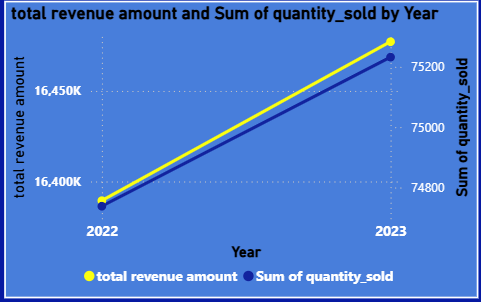 total revenue amount and Sum of quantity_sold by Year
total revenue amount
16,450K
16,400K
75200
75000
74800
Sum of quantity_sold
2022 2023
Year
total revenue amount Sum of quantity_sold